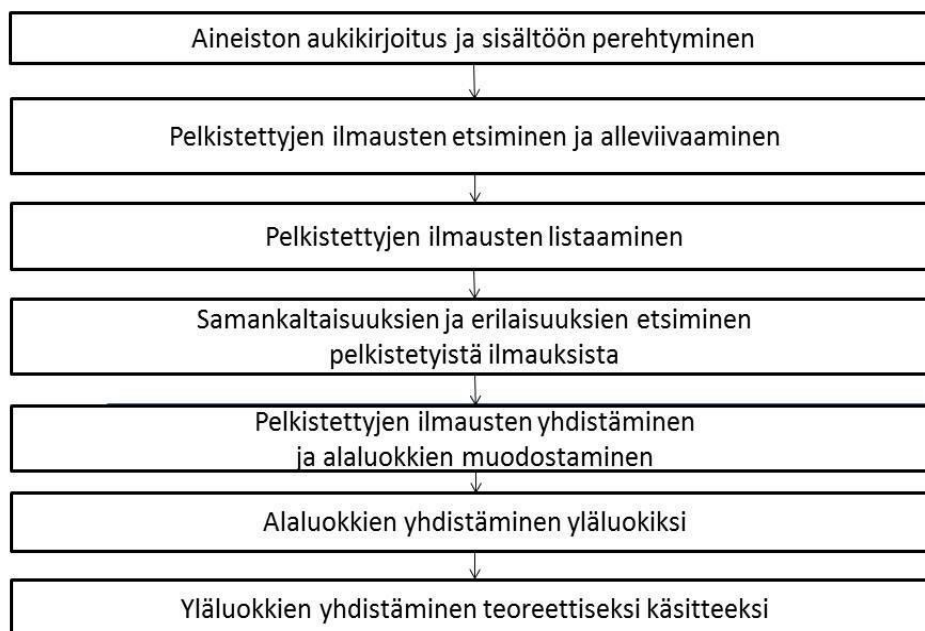 Aineiston aukikirjoitus ja sisältöön perehtyminen
Pelkistettyjen ilmausten etsiminen ja alleviivaaminen
Pelkistettyjen ilmausten listaaminen
Samankaltaisuuksien ja erilaisuuksien etsiminen
pelkistetyistä ilmauksista
Pelkistettyjen ilmausten yhdistäminen
ja alaluokkien muodostaminen
Alaluokkien yhdistäminen yläluokiksi
Yläluokkien yhdistäminen teoreettiseksi käsitteeksi